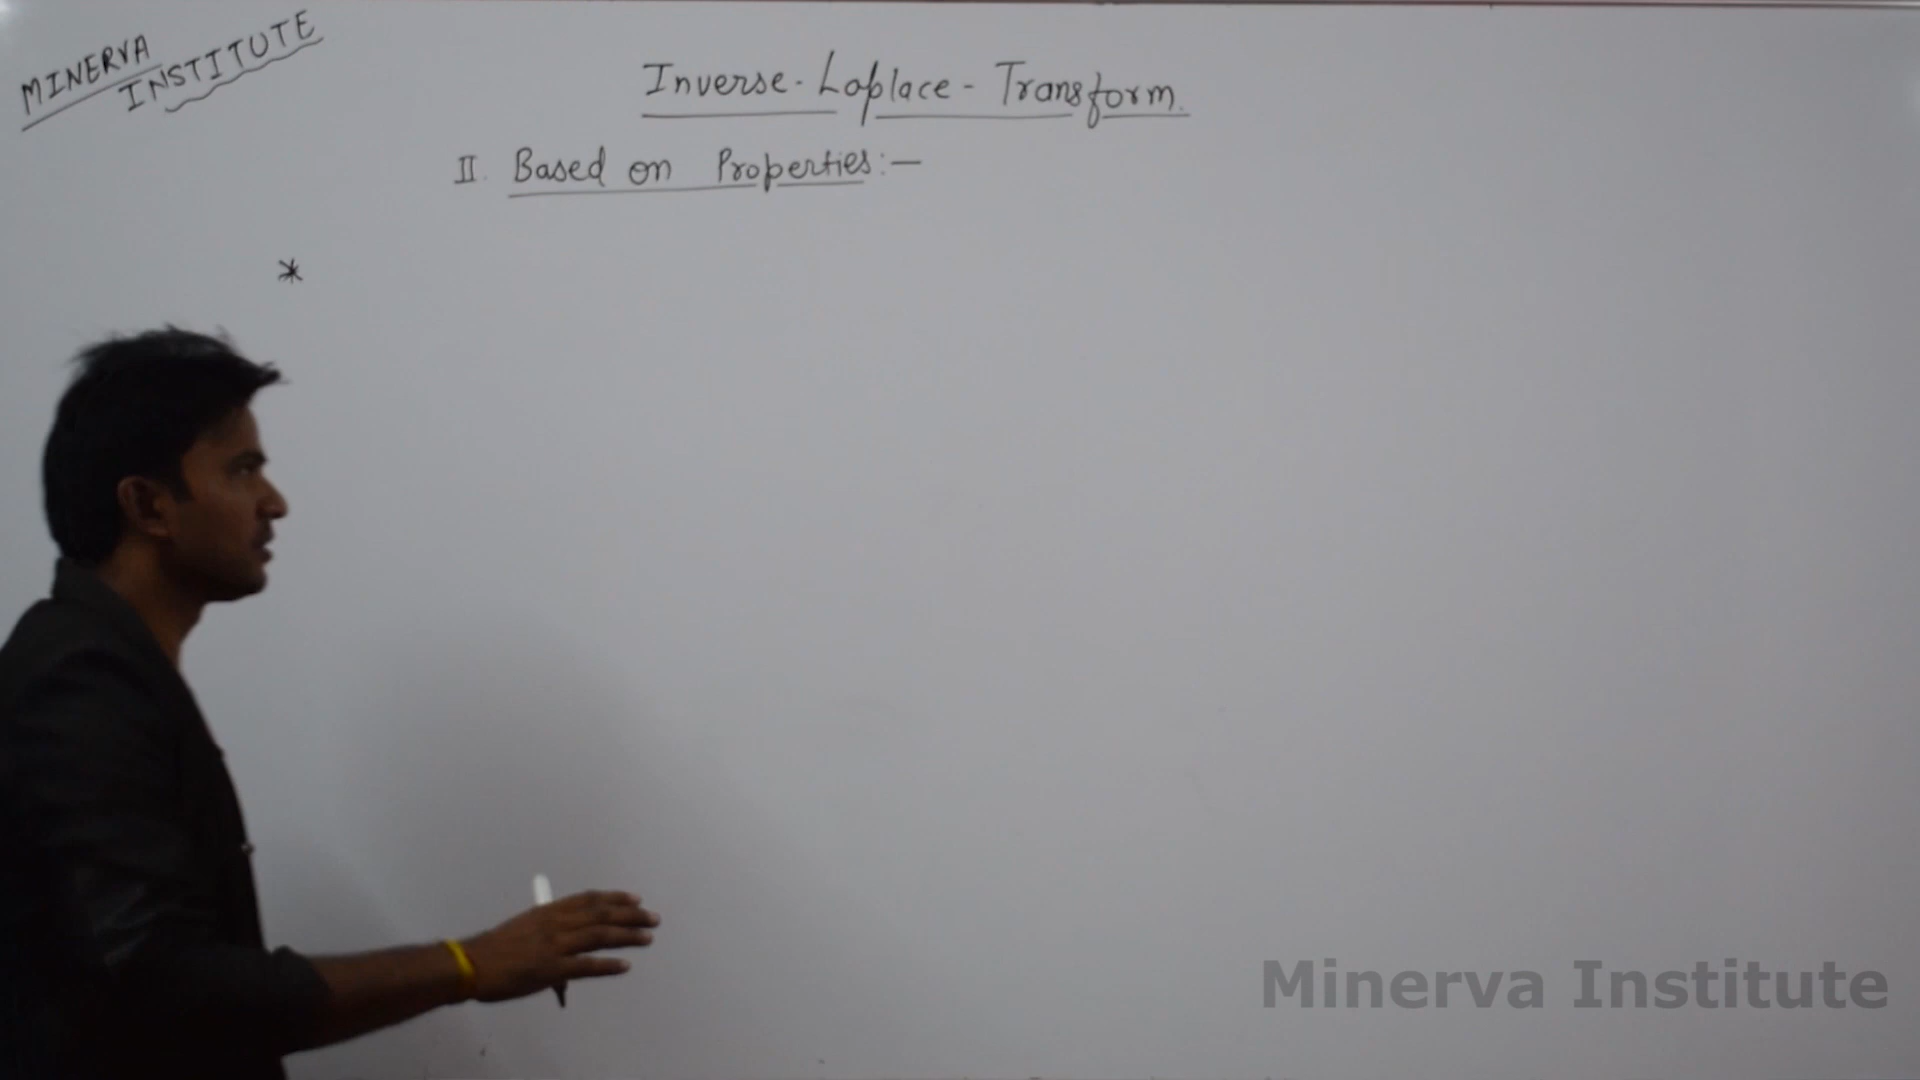 MINERVA
INSTITUTE
Inverse-Laplace-Transform.
II. Based on Properties:—
*
Minerva Institute